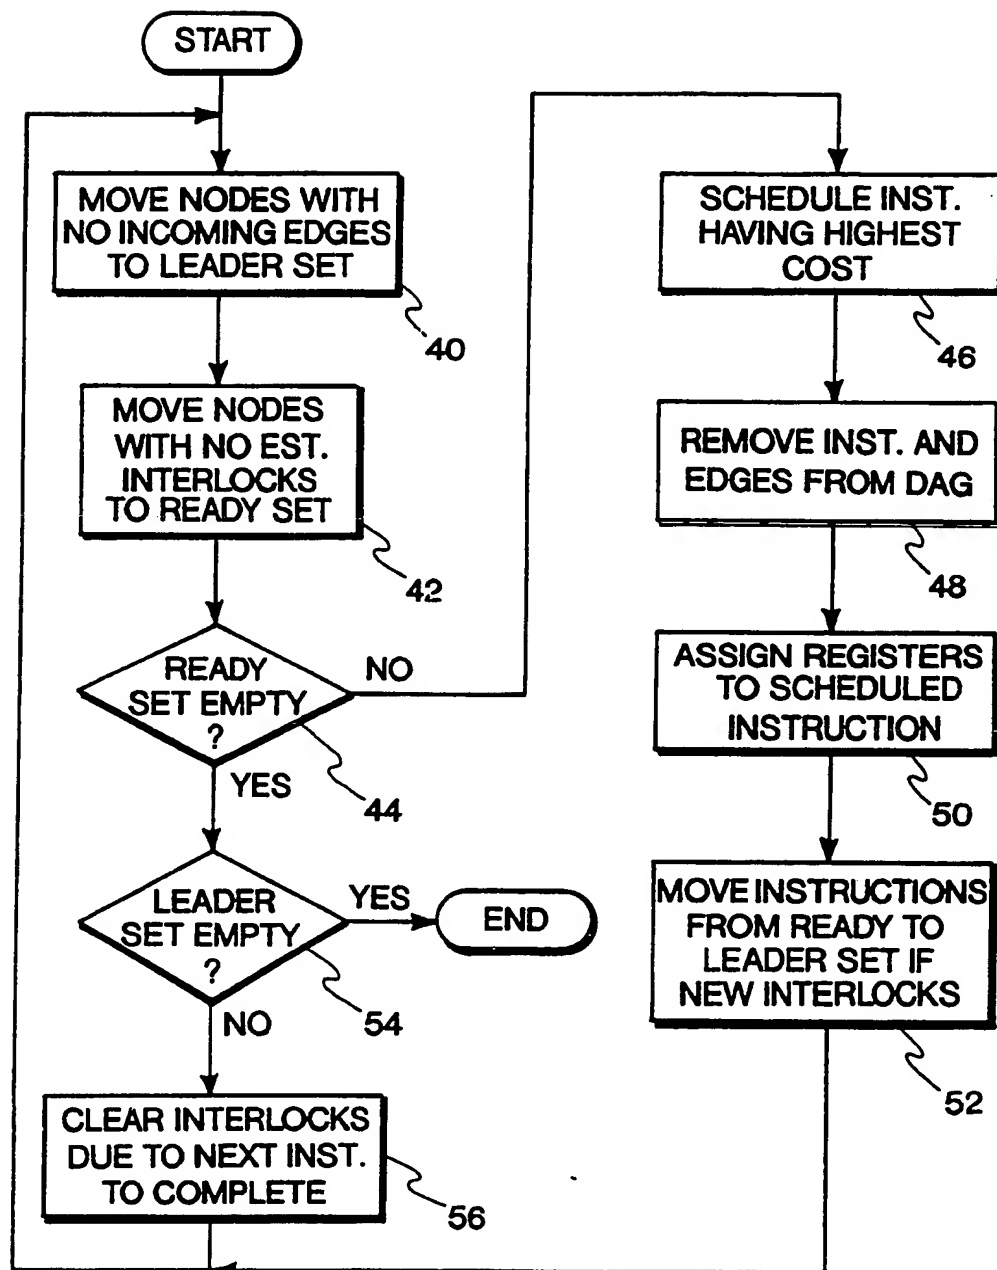 START
MOVE NODES WITH
NO INCOMING EDGES
TO LEADER SET
40
MOVE NODES
WITH NO EST.
INTERLOCKS
TO READY SET
42
READY
SET EMPTY
?
NO
YES
44
LEADER
SET EMPTY
?
YES
END
NO
54
CLEAR INTERLOCKS
DUE TO NEXT INST.
TO COMPLETE
56
SCHEDULE INST.
HAVING HIGHEST
COST
46
REMOVE INST. AND
EDGES FROM DAG
48
ASSIGN REGISTERS
TO SCHEDULED
INSTRUCTION
50
MOVE INSTRUCTIONS
FROM READY TO
LEADER SET IF
NEW INTERLOCKS
52